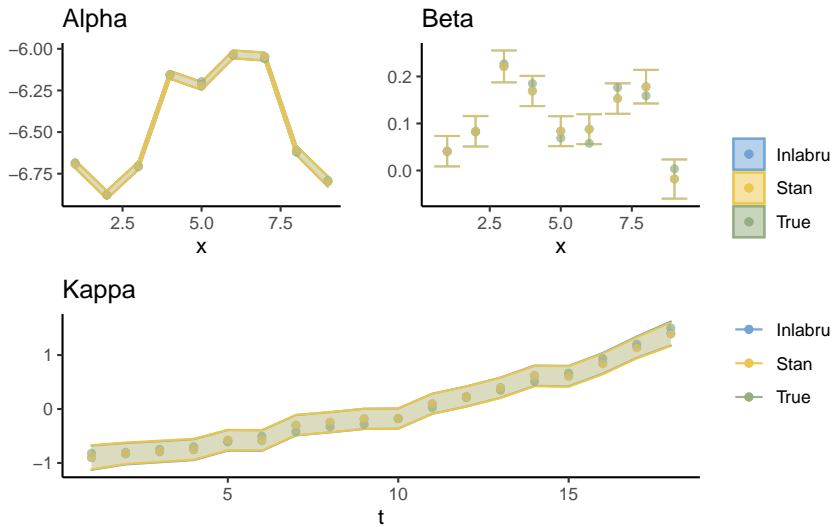 Alpha
−6.00
−6.25
−6.50
−6.75
2.5
5.0
7.5
x
Beta
0.2
0.1
0.0
2.5
5.0
7.5
x
Inlabru
Stan
True
Kappa
1
0
−1
5
10
15
t
Inlabru
Stan
True